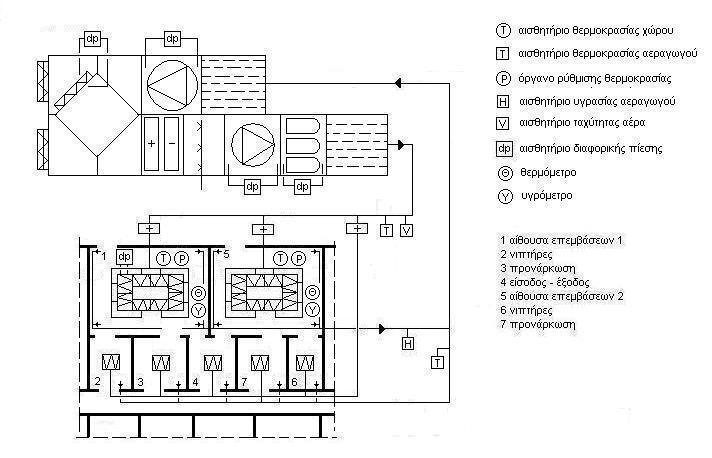 dp
dp
+ -
dp
dp
+
+
+
T
V
1
dp
T
P
5
T
P
Θ
Υ
Θ
Υ
H
T
2
3
4
7
6
T αισθητήριο θερμοκρασίας χώρου
T αισθητήριο θερμοκρασίας αεραγωγού
P όργανο ρύθμισης θερμοκρασίας
H αισθητήριο υγρασίας αεραγωγού
V αισθητήριο ταχύτητας αέρα
dp αισθητήριο διαφορικής πίεσης
Θ θερμόμετρο
Υ υγρόμετρο
1 αίθουσα επεμβάσεων 1
2 νιπτήρες
3 προνάρκωση
4 είσοδος - έξοδος
5 αίθουσα επεμβάσεων 2
6 νιπτήρες
7 προνάρκωση